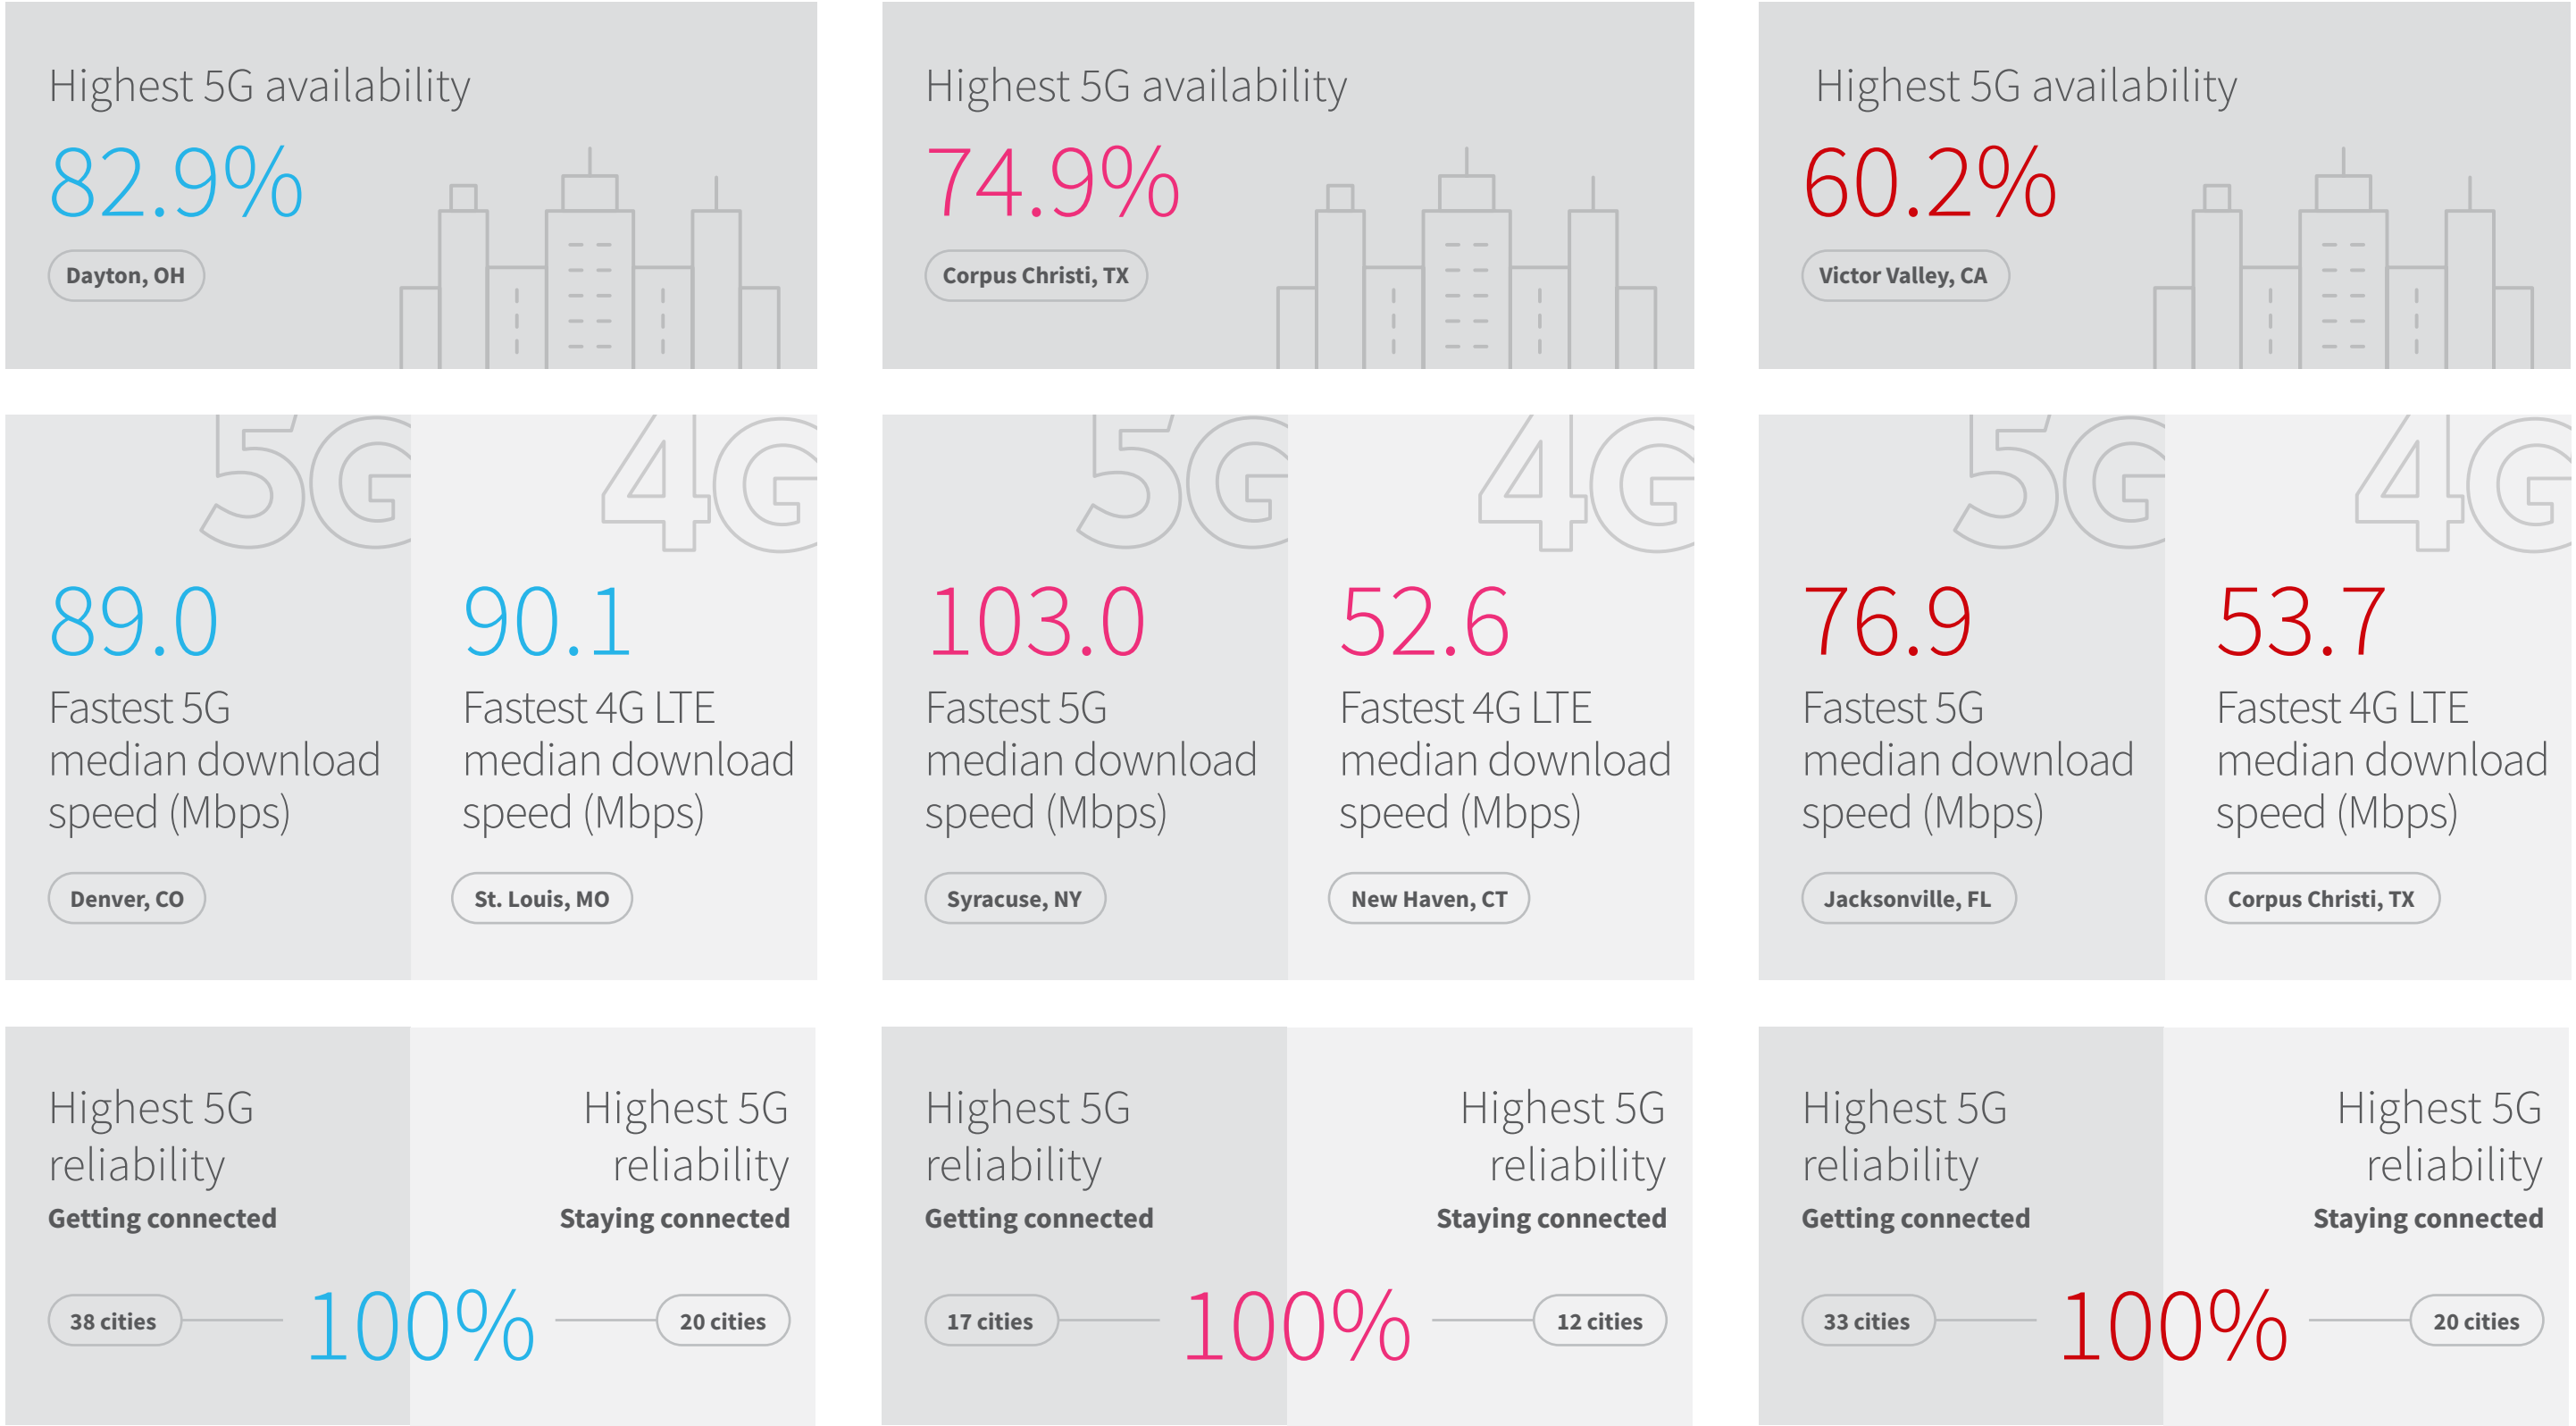 Highest 5G availability
82.9%
Dayton, OH
Highest 5G availability
74.9%
Corpus Christi, TX
Highest 5G availability
60.2%
Victor Valley, CA
5G
89.0
Fastest 5G
median download
speed (Mbps)
Denver, CO
4G
90.1
Fastest 4G LTE
median download
speed (Mbps)
St. Louis, MO
5G
103.0
Fastest 5G
median download
speed (Mbps)
Syracuse, NY
4G
52.6
Fastest 4G LTE
median download
speed (Mbps)
New Haven, CT
5G
76.9
Fastest 5G
median download
speed (Mbps)
Jacksonville, FL
4G
53.7
Fastest 4G LTE
median download
speed (Mbps)
Corpus Christi, TX
Highest 5G
reliability
Getting connected
38 cities
Highest 5G
reliability
Staying connected
100%
20 cities
Highest 5G
reliability
Getting connected
17 cities
Highest 5G
reliability
Staying connected
100%
12 cities
Highest 5G
reliability
Getting connected
33 cities
Highest 5G
reliability
Staying connected
100%
20 cities